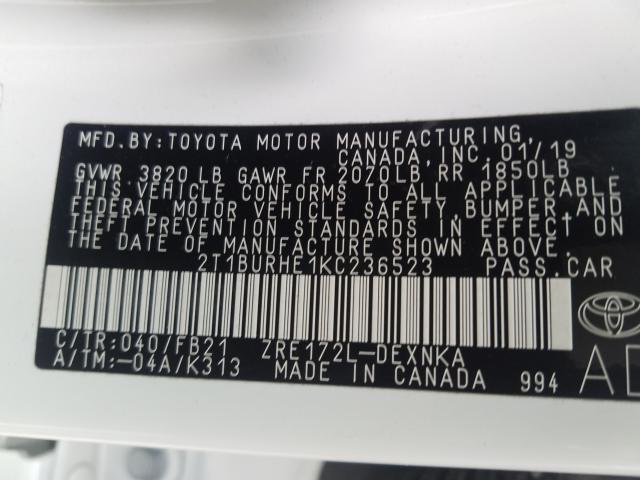 MFD.BY:TOYOTA MOTOR MANUFACTURING,
CANADA, INC. 01/19
GVWR 3820 LB GAWR FR 2070LB RR 1850LB
THIS VEHICLE CONFORMS TO ALL APPLICABLE
FEDERAL MOTOR VEHICLE SAFETY, BUMPER, AND
THEFT PREVENTION STANDARDS IN EFFECT ON
THE DATE OF MANUFACTURE SHOWN ABOVE.
2T1BURHE1KC236523 PASS.CAR
C/TR:040/FB21 ZRE172L-DEXNKA
A/TM:-04A/K313 MADE IN CANADA 994